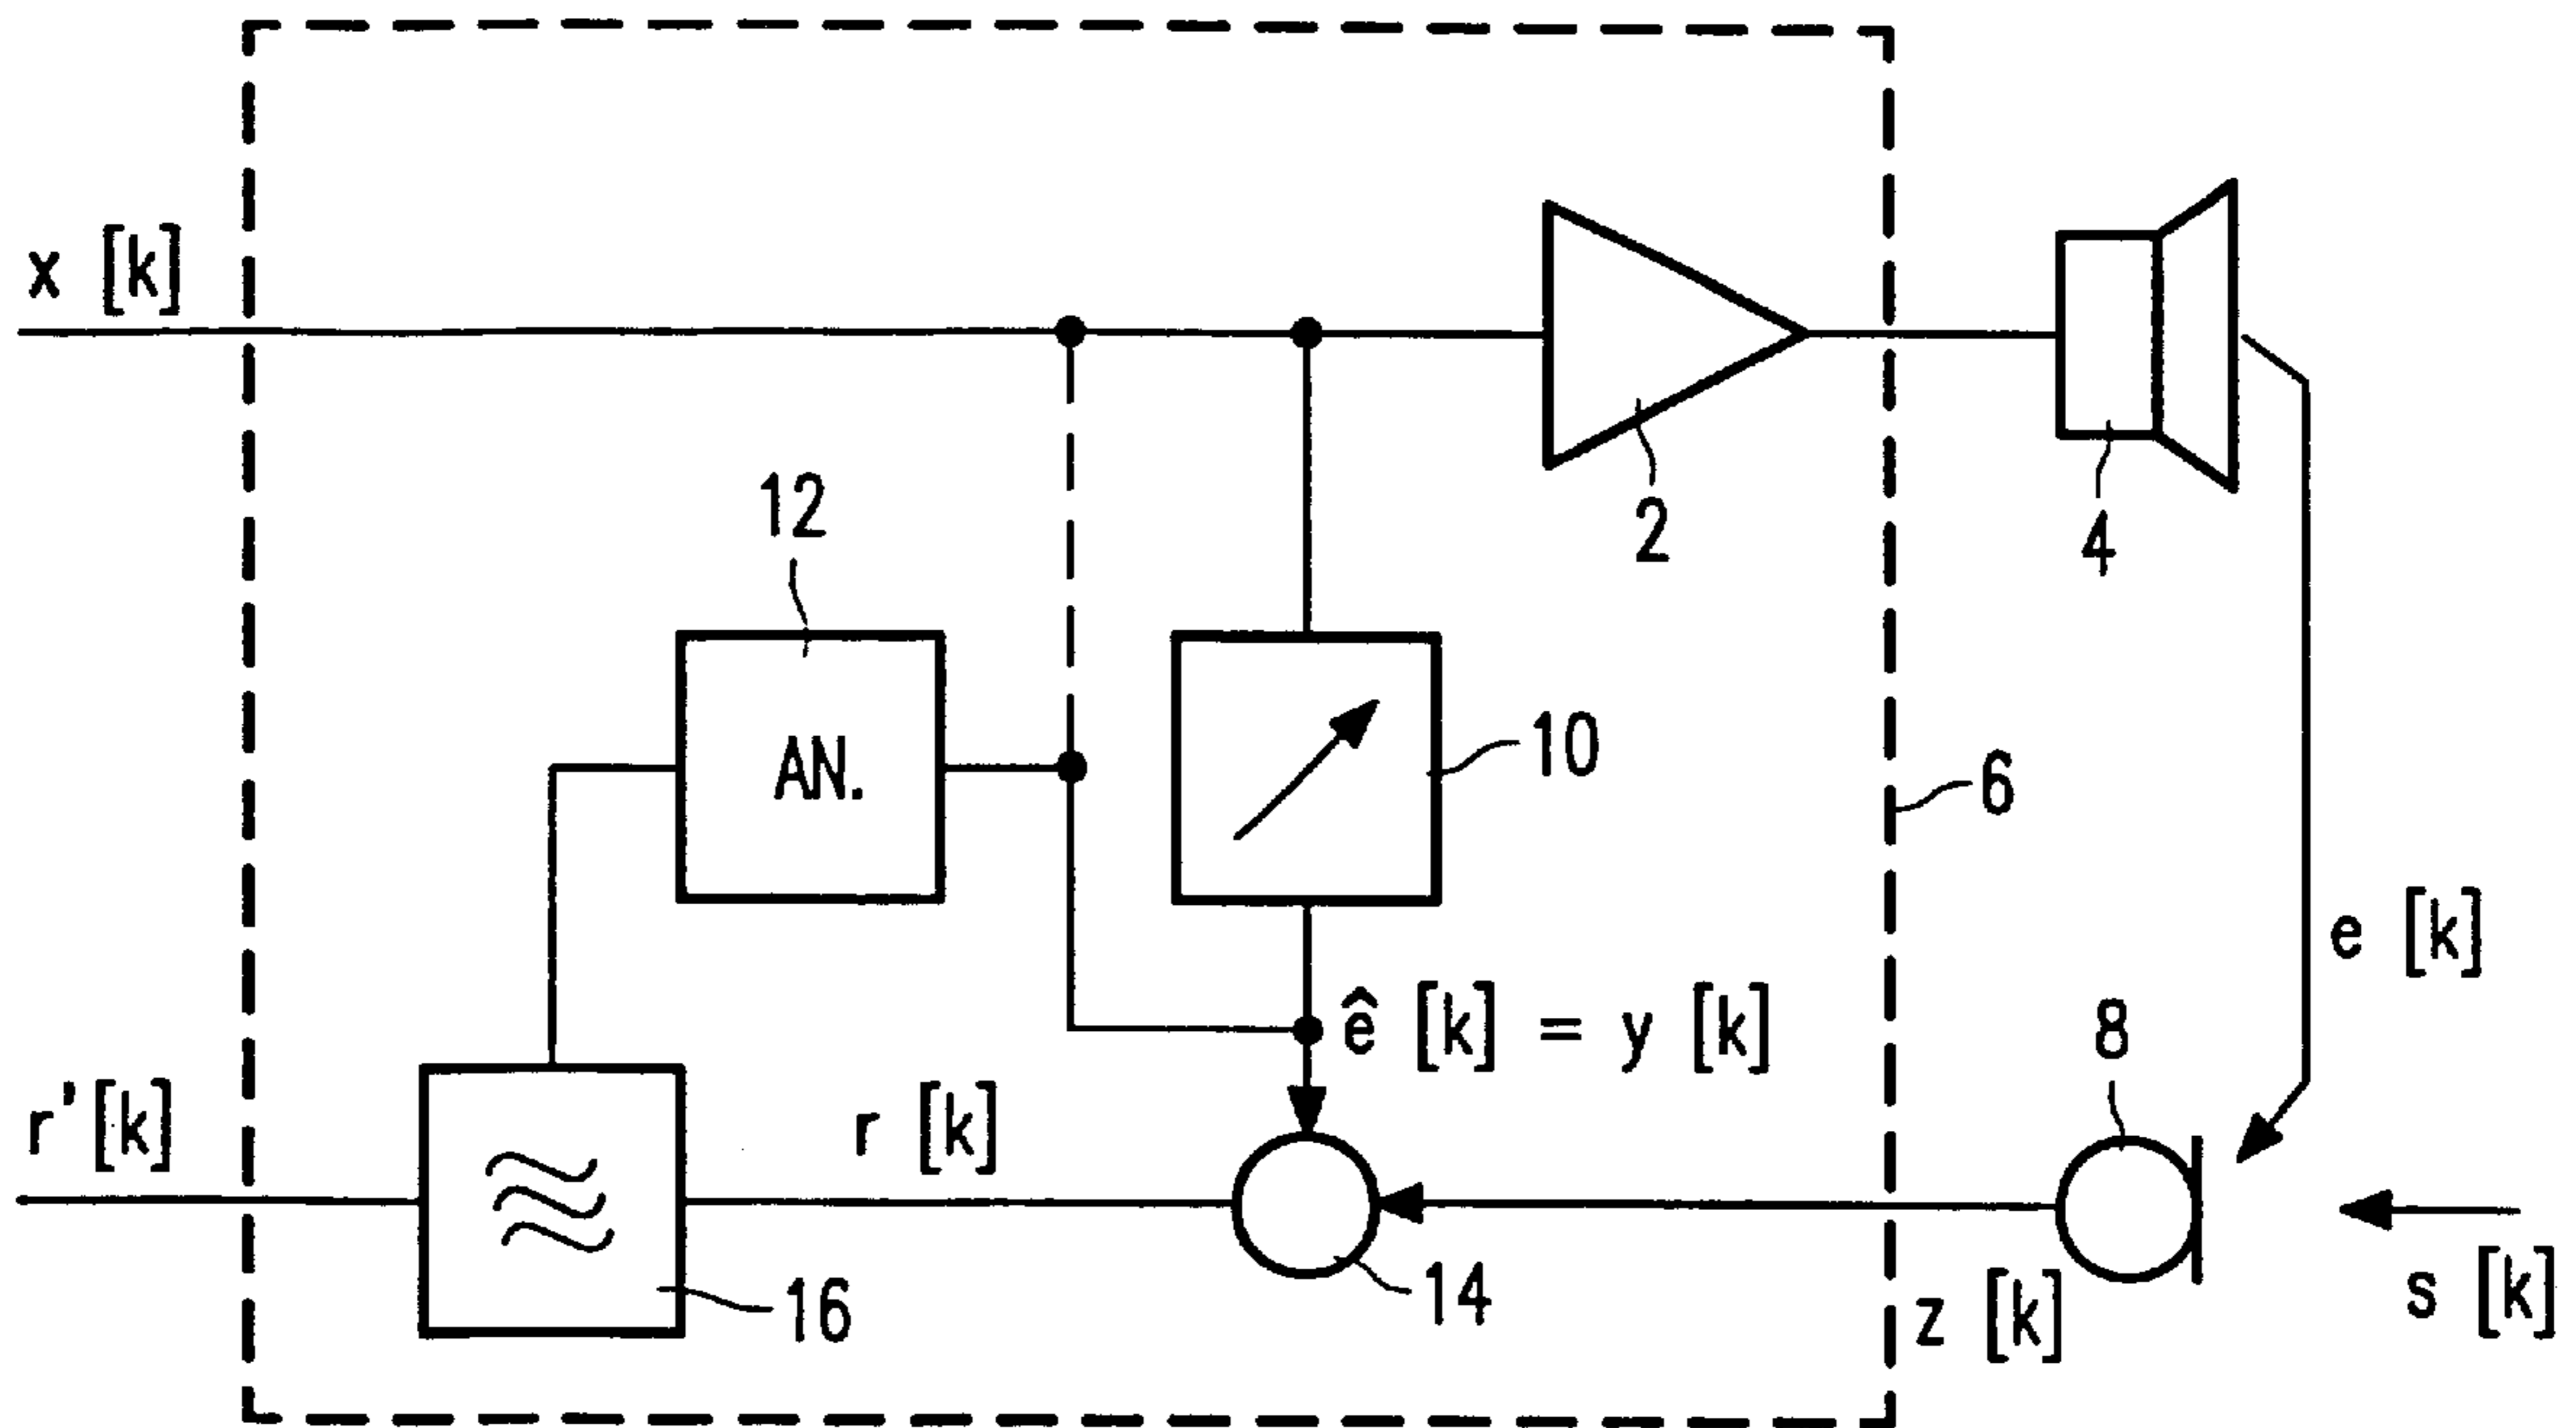 x [k]
2
4
12
AN.
10
6
e [k]
ê [k] = y [k]
8
r'[k]
r [k]
16
14
z [k]
s [k]